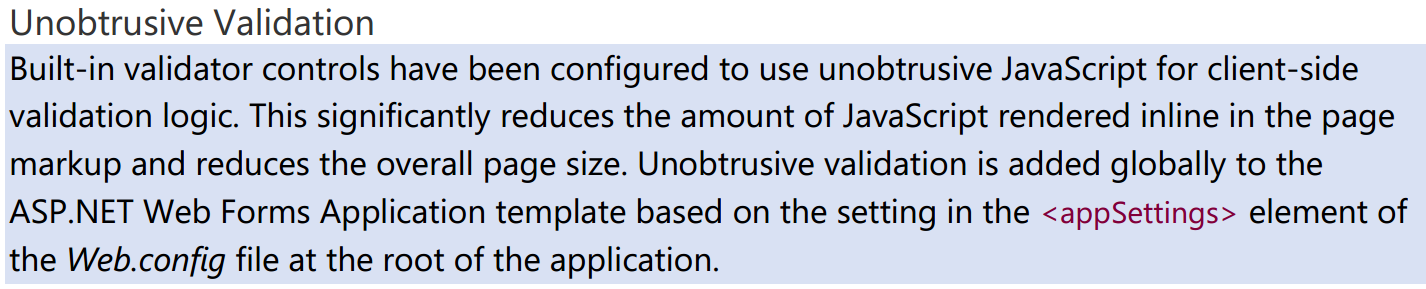 Unobtrusive Validation
Built-in validator controls have been configured to use unobtrusive JavaScript for client-side
validation logic. This significantly reduces the amount of JavaScript rendered inline in the page
markup and reduces the overall page size. Unobtrusive validation is added globally to the
ASP.NET Web Forms Application template based on the setting in the <appSettings> element of
the Web.config file at the root of the application.